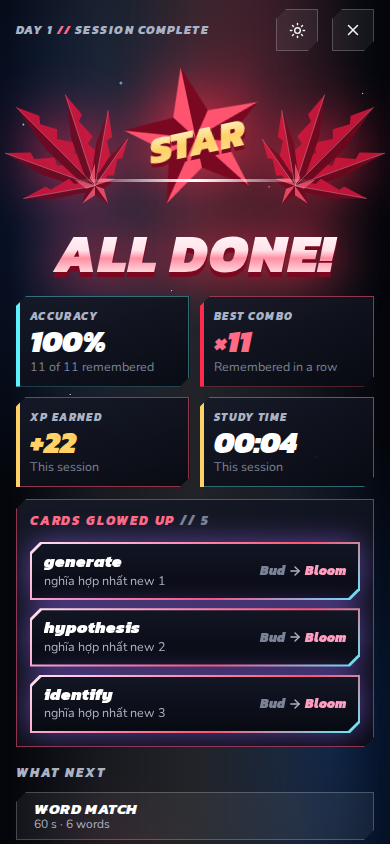 DAY 1 // SESSION COMPLETE
STAR
ALL DONE!
ACCURACY
100%
11 of 11 remembered
BEST COMBO
×11
Remembered in a row
XP EARNED
+22
This session
STUDY TIME
00:04
This session
CARDS GLOWED UP // 5
generate
nghĩa hợp nhất new 1
Bud → Bloom
hypothesis
nghĩa hợp nhất new 2
Bud → Bloom
identify
nghĩa hợp nhất new 3
Bud → Bloom
WHAT NEXT
WORD MATCH
60 s · 6 words